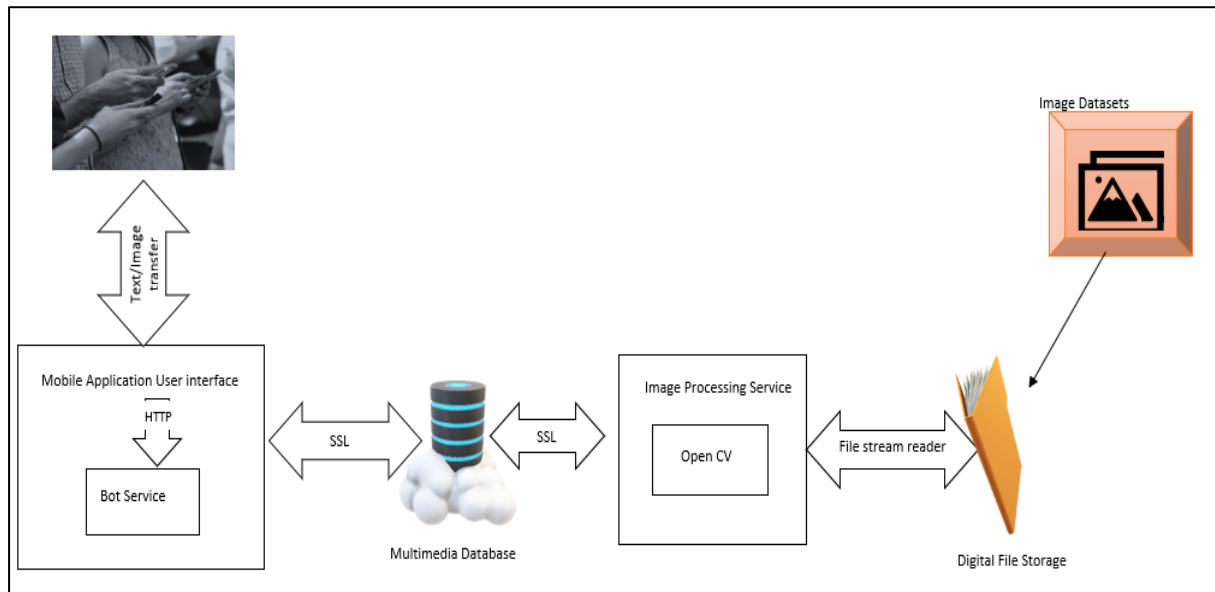 Image Datasets
Text/Image
transfer
Mobile Application User interface
HTTP
Bot Service
SSL
Multimedia Database
SSL
Image Processing Service
Open CV
File stream reader
Digital File Storage